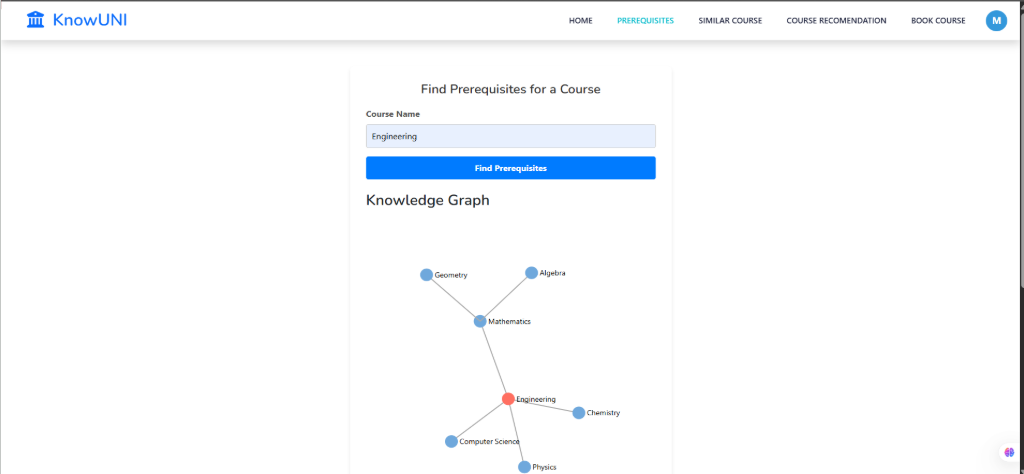 KnowUNI
HOME PREREQUISITES SIMILAR COURSE COURSE RECOMENDATION BOOK COURSE M
Find Prerequisites for a Course
Course Name
Engineering
Find Prerequisites
Knowledge Graph
Geometry
Algebra
Mathematics
Engineering
Chemistry
Computer Science
Physics